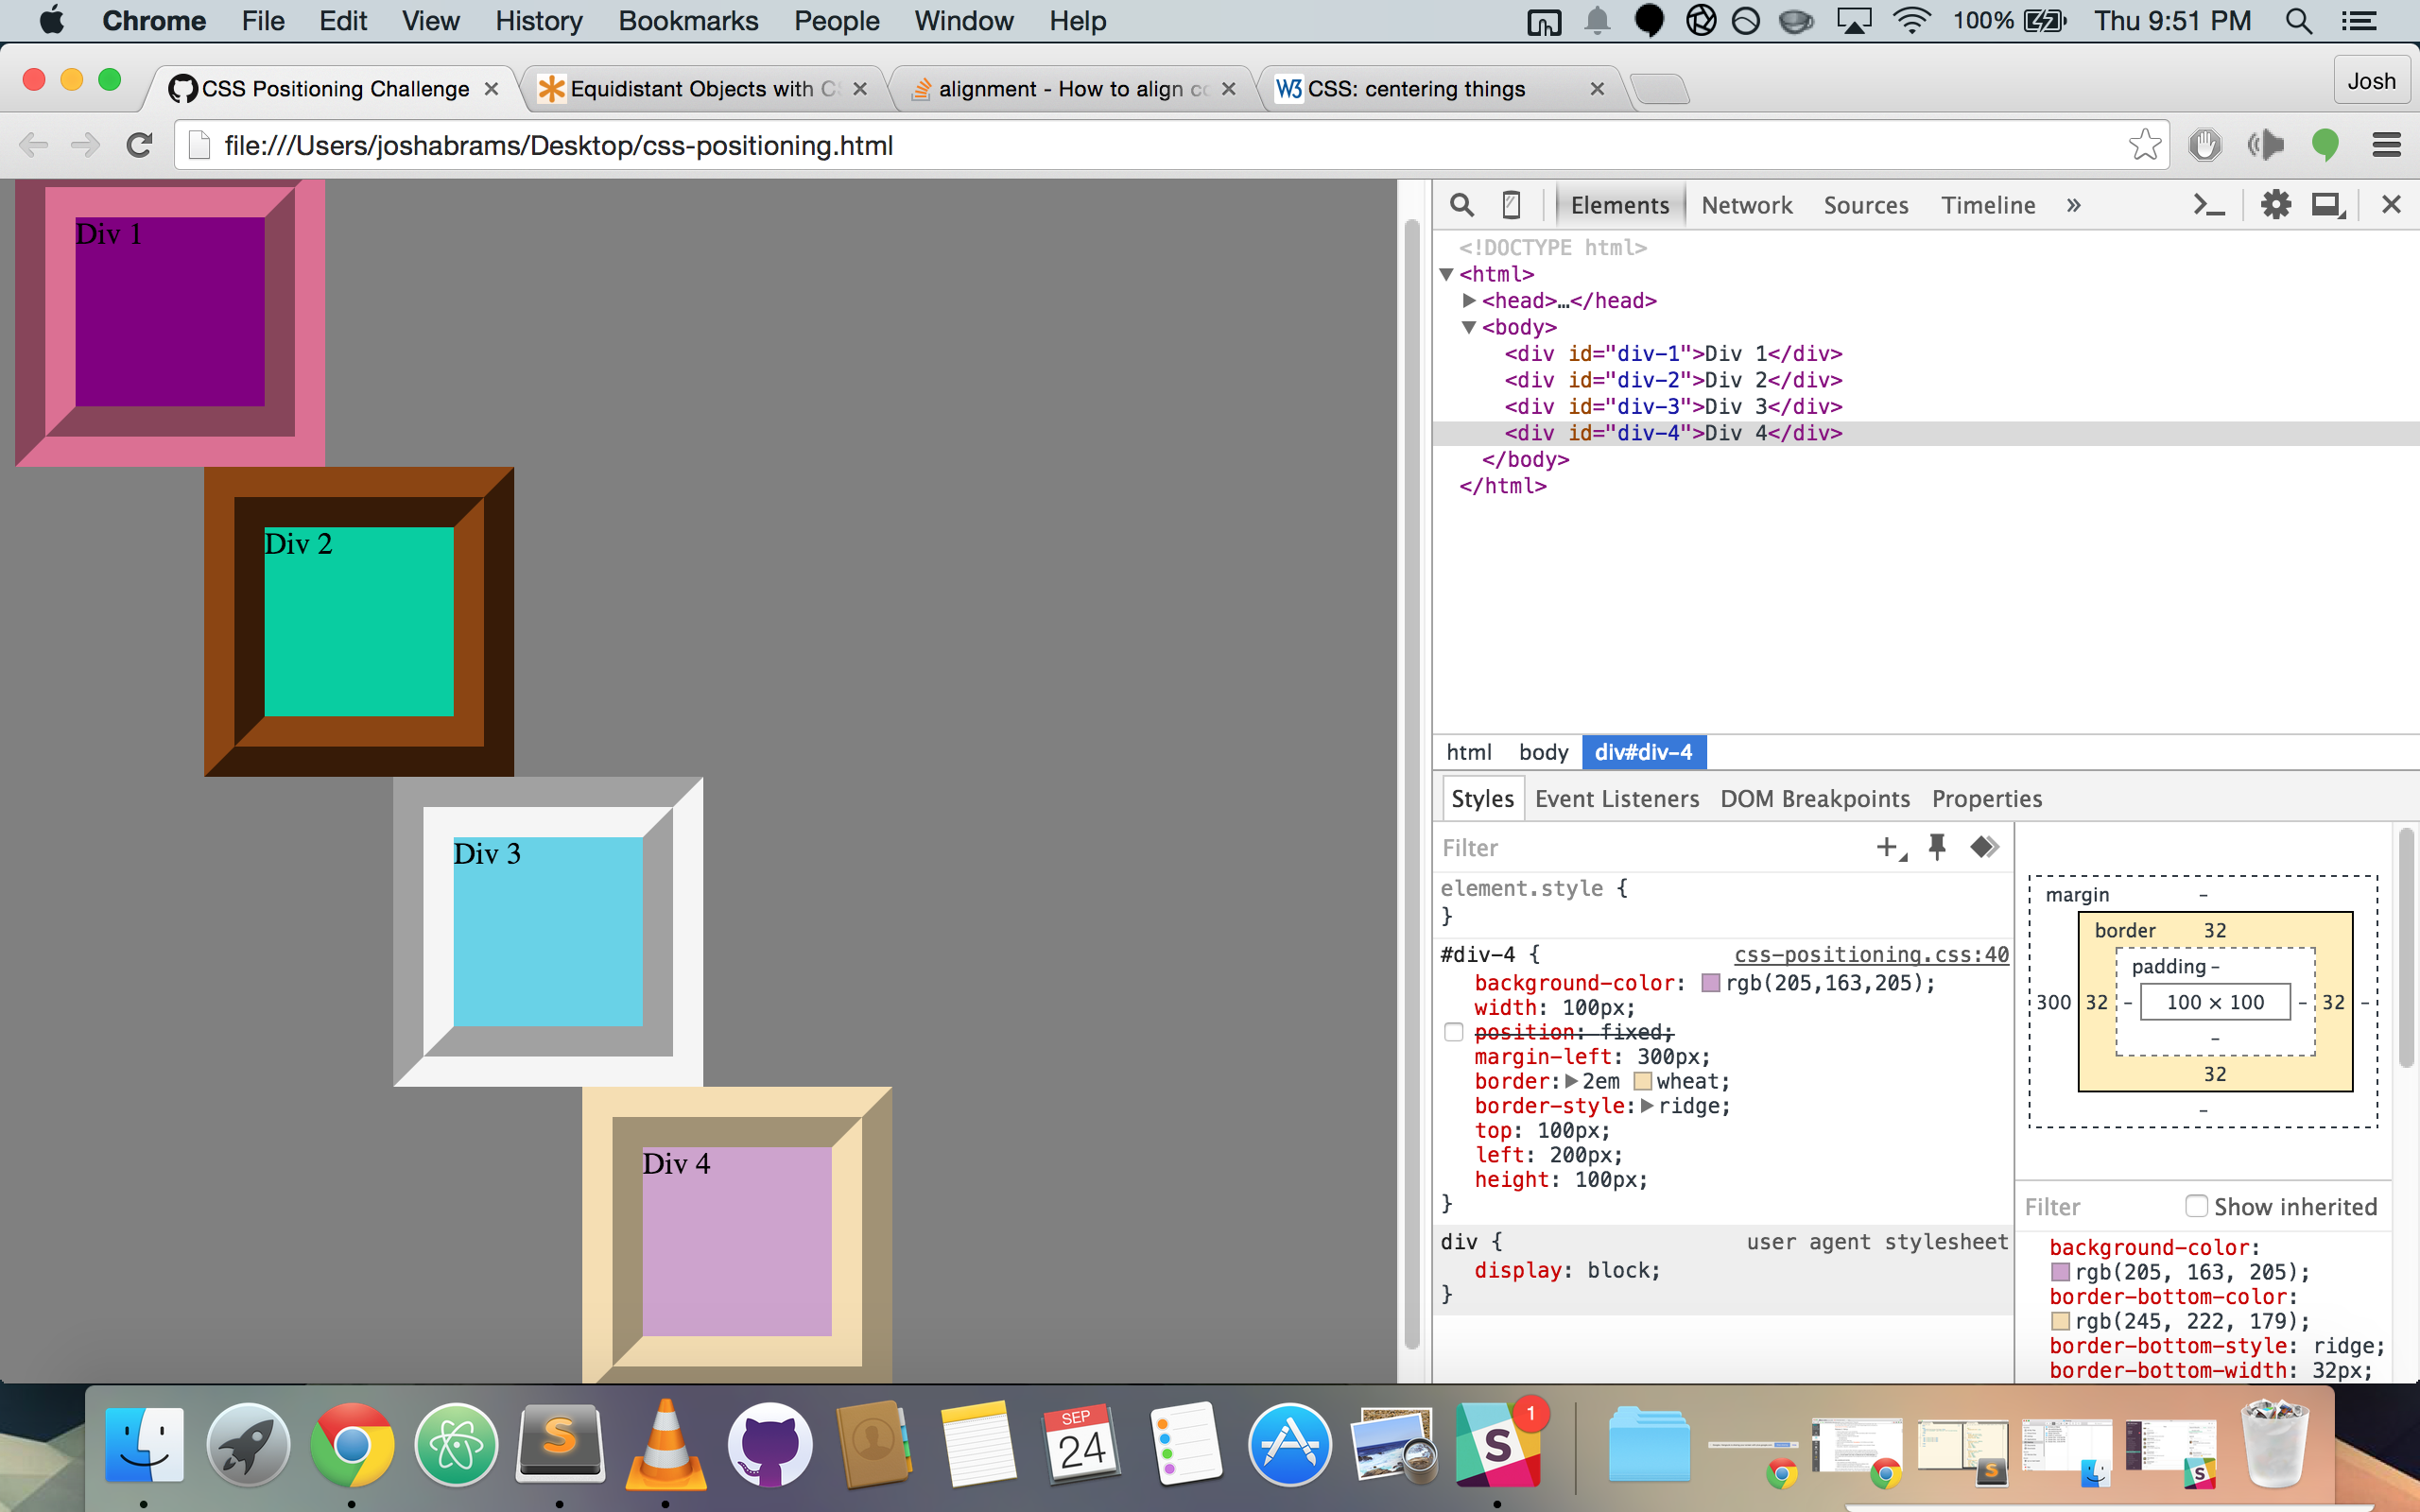 Chrome File Edit View History Bookmarks People Window Help 100% Thu 9:51 PM
CSS Positioning Challenge Equidistant Objects with CS alignment - How to align co W3 CSS: centering things Josh
file:///Users/joshabrams/Desktop/css-positioning.html
Div 1
Div 2
Div 3
Div 4
Elements Network Sources Timeline »
<!DOCTYPE html>
<html>
<head>…</head>
<body>
<div id="div-1">Div 1</div>
<div id="div-2">Div 2</div>
<div id="div-3">Div 3</div>
<div id="div-4">Div 4</div>
</body>
</html>
html body div#div-4
Styles Event Listeners DOM Breakpoints Properties
Filter
element.style {
}
#div-4 { css-positioning.css:40
background-color: rgb(205,163,205);
width: 100px;
position: fixed;
margin-left: 300px;
border: 2em wheat;
border-style: ridge;
top: 100px;
left: 200px;
height: 100px;
}
div { user agent stylesheet
display: block;
}
margin -
border 32
padding -
300 32 - 100 × 100 - 32 -
-
32
-
Filter Show inherited
background-color:
rgb(205, 163, 205);
border-bottom-color:
rgb(245, 222, 179);
border-bottom-style: ridge;
border-bottom-width: 32px;
S
SEP
24
S
1